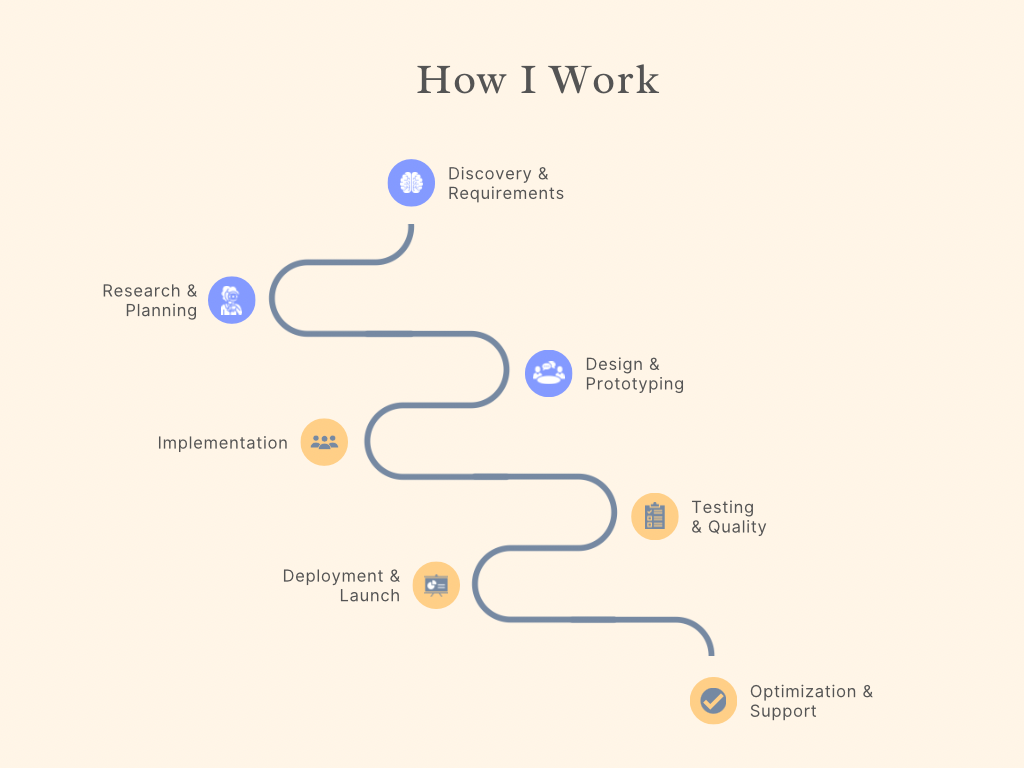 How I Work
Discovery &
Requirements
Research &
Planning
Design &
Prototyping
Implementation
Testing
& Quality
Deployment &
Launch
Optimization &
Support